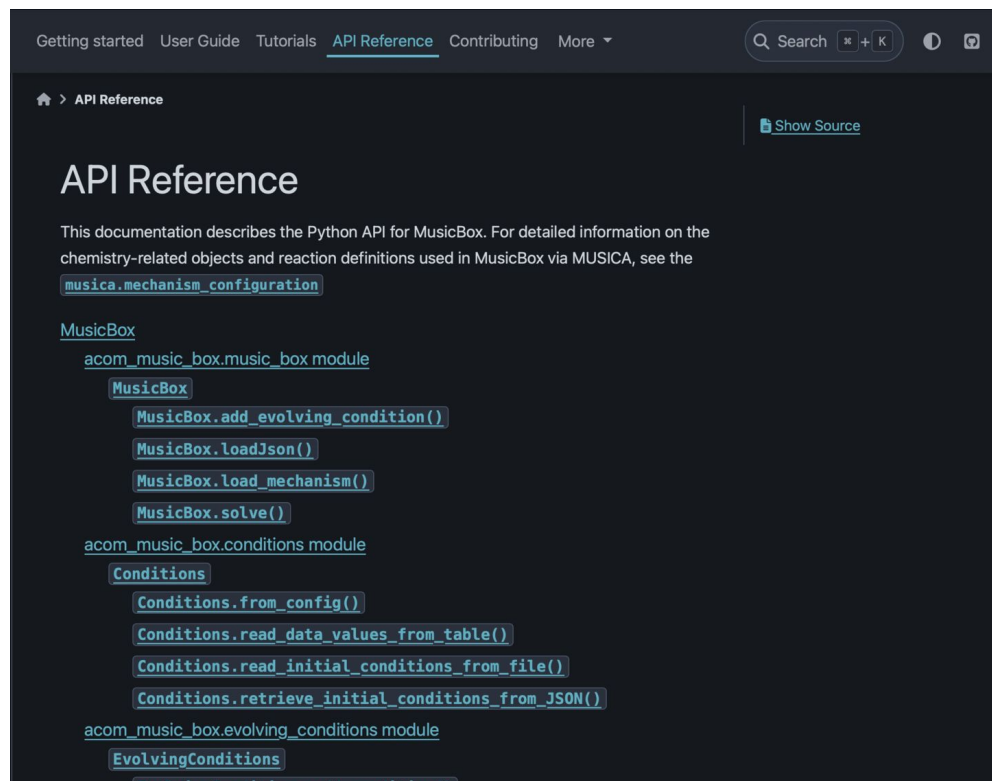 Getting started User Guide Tutorials API Reference Contributing More Search ⌘ + K
API Reference
Show Source
API Reference
This documentation describes the Python API for MusicBox. For detailed information on the
chemistry-related objects and reaction definitions used in MusicBox via MUSICA, see the
musica.mechanism_configuration
MusicBox
acom_music_box.music_box module
MusicBox
MusicBox.add_evolving_condition()
MusicBox.loadJson()
MusicBox.load_mechanism()
MusicBox.solve()
acom_music_box.conditions module
Conditions
Conditions.from_config()
Conditions.read_data_values_from_table()
Conditions.read_initial_conditions_from_file()
Conditions.retrieve_initial_conditions_from_JSON()
acom_music_box.evolving_conditions module
EvolvingConditions